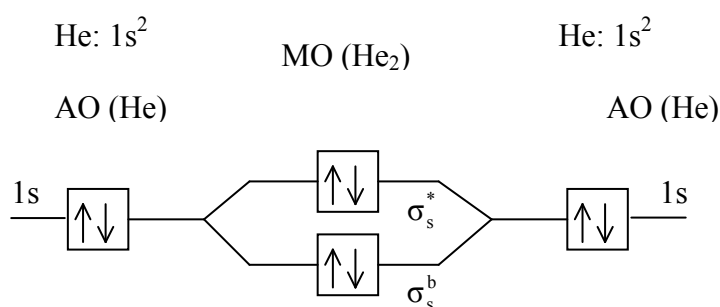 He: 1s²
MO (He₂)
He: 1s²
AO (He)
AO (He)
1s
1s
σₛ*
σₛᵇ